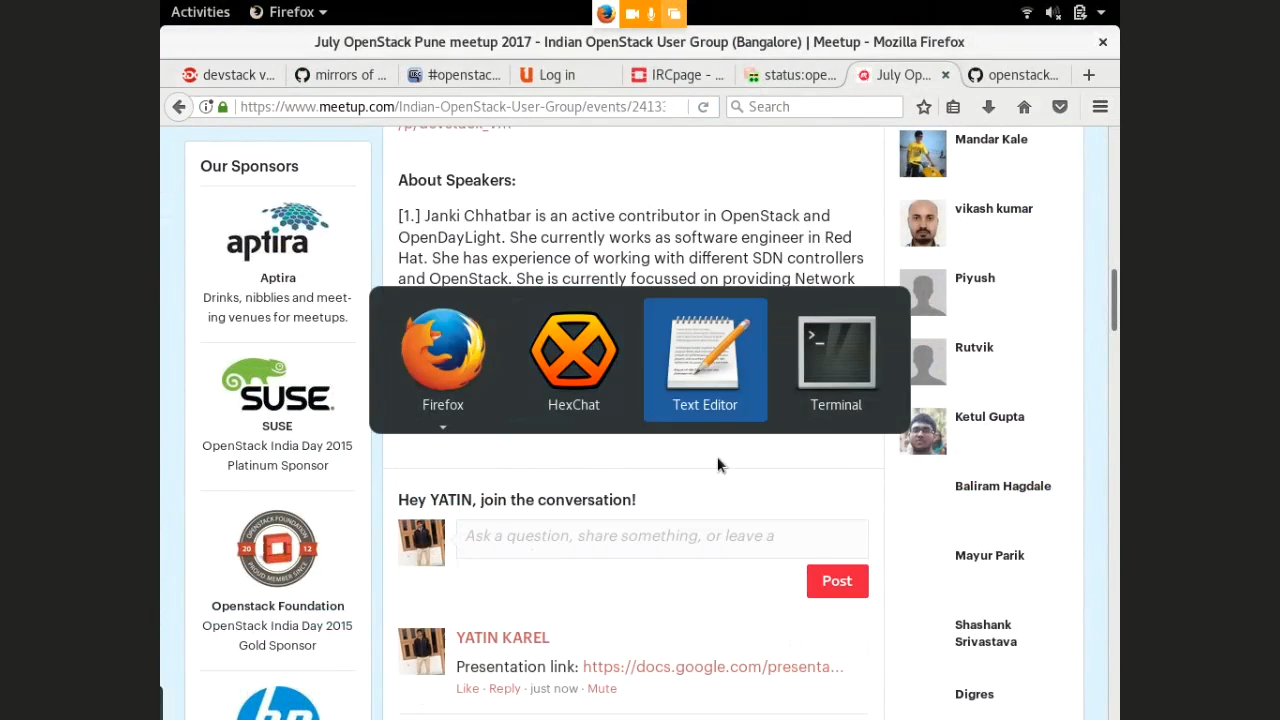 Activities
Firefox
July OpenStack Pune meetup 2017 - Indian OpenStack User Group (Bangalore) | Meetup - Mozilla Firefox
devstack v...
mirrors of ...
#openstac...
Log in
IRCpage - ...
status:ope...
July Op...
openstack...
https://www.meetup.com/Indian-OpenStack-User-Group/events/2413
Search
Our Sponsors
aptira
Aptira
Drinks, nibblies and meet-
ing venues for meetups.
SUSE
SUSE
OpenStack India Day 2015
Platinum Sponsor
OPENSTACK FOUNDATION
20 12
PROUD MEMBER SINCE
Openstack Foundation
OpenStack India Day 2015
Gold Sponsor
About Speakers:
[1.] Janki Chhatbar is an active contributor in OpenStack and
OpenDayLight. She currently works as software engineer in Red
Hat. She has experience of working with different SDN controllers
and OpenStack. She is currently focussed on providing Network
Firefox
HexChat
Text Editor
Terminal
Hey YATIN, join the conversation!
Ask a question, share something, or leave a
Post
YATIN KAREL
Presentation link: https://docs.google.com/presenta...
Like · Reply · just now · Mute
Mandar Kale
vikash kumar
Piyush
Rutvik
Ketul Gupta
Baliram Hagdale
Mayur Parik
Shashank
Srivastava
Digres